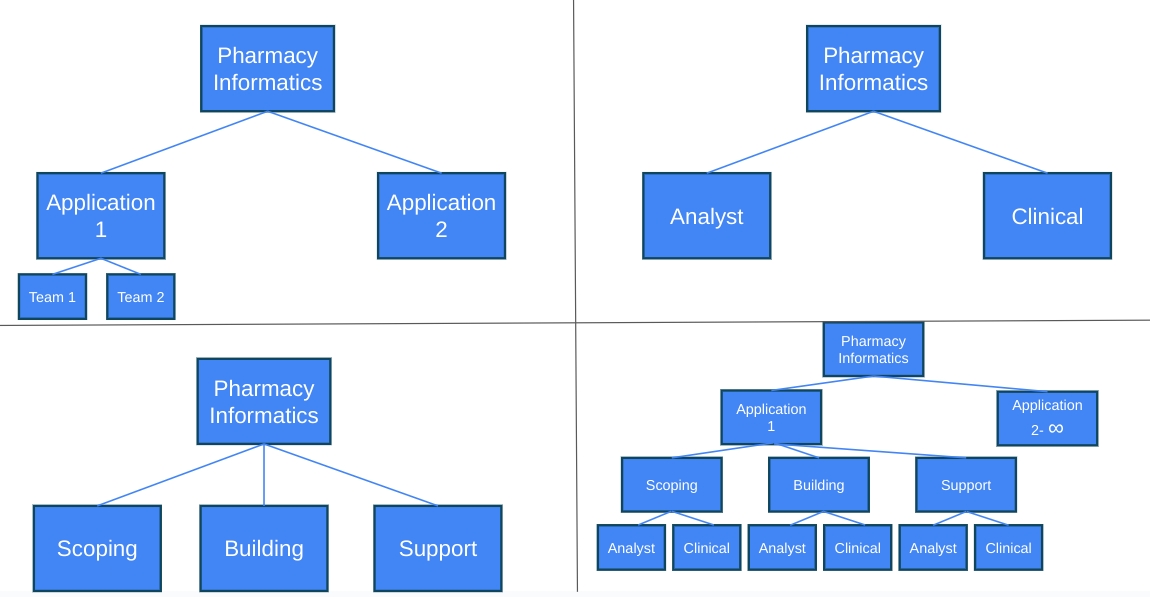 Pharmacy
Informatics
Application
1
Application
2
Team 1
Team 2
Pharmacy
Informatics
Analyst
Clinical
Pharmacy
Informatics
Scoping
Building
Support
Pharmacy
Informatics
Application
1
Application
2- ∞
Scoping
Building
Support
Analyst
Clinical
Analyst
Clinical
Analyst
Clinical